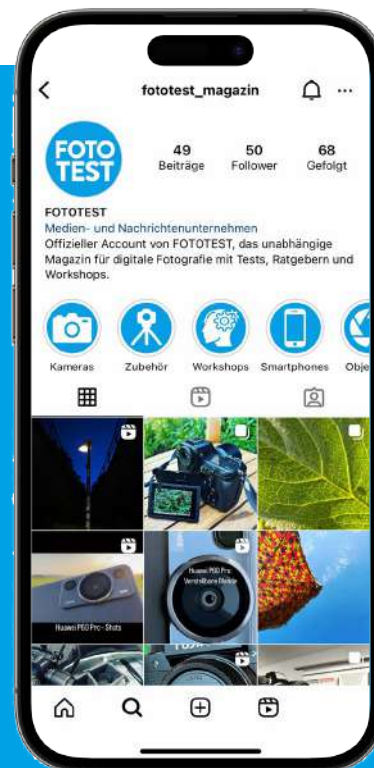 fototest_magazin
FOTO
TEST
49
Beiträge
50
Follower
68
Gefolgt
FOTOTEST
Medien- und Nachrichtenunternehmen
Offizieller Account von FOTOTEST, das unabhängige
Magazin für digitale Fotografie mit Tests, Ratgebern und
Workshops.
Kameras
Zubehör
Workshops
Smartphones
Obje
Huawei P60 Pro - Shots
Huawei P60 Pro
Verstellbare Blende